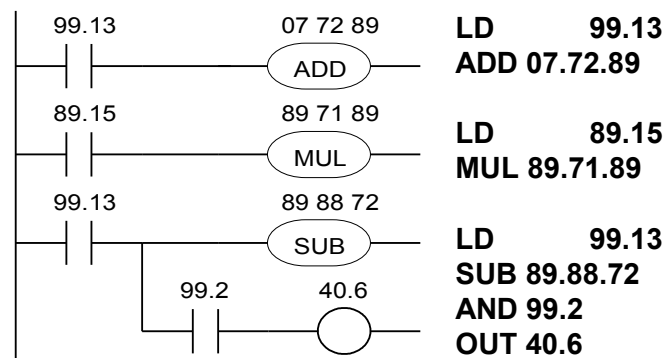 99.13 07 72 89
ADD
89.15 89 71 89
MUL
99.13 89 88 72
SUB
99.2 40.6
LD 99.13
ADD 07.72.89
LD 89.15
MUL 89.71.89
LD 99.13
SUB 89.88.72
AND 99.2
OUT 40.6